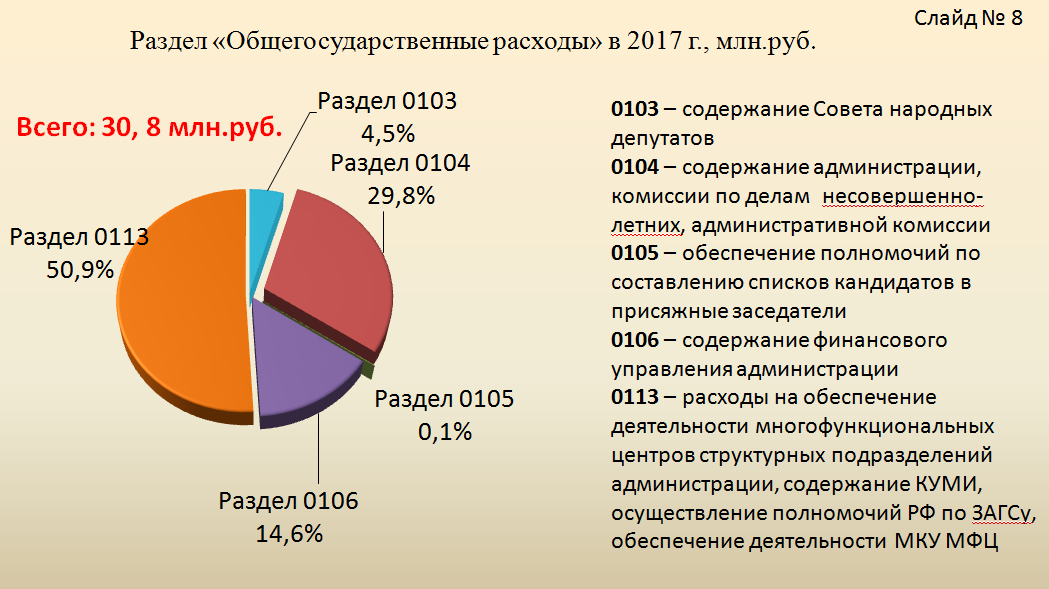 Слайд № 8
Раздел «Общегосударственные расходы» в 2017 г., млн.руб.
Всего: 30, 8 млн.руб.
Раздел 0103
4,5%
Раздел 0104
29,8%
Раздел 0113
50,9%
Раздел 0105
0,1%
Раздел 0106
14,6%
0103 – содержание Совета народных
депутатов
0104 – содержание администрации,
комиссии по делам несовершенно-
летних, административной комиссии
0105 – обеспечение полномочий по
составлению списков кандидатов в
присяжные заседатели
0106 – содержание финансового
управления администрации
0113 – расходы на обеспечение
деятельности многофункциональных
центров структурных подразделений
администрации, содержание КУМИ,
осуществление полномочий РФ по ЗАГСу,
обеспечение деятельности МКУ МФЦ